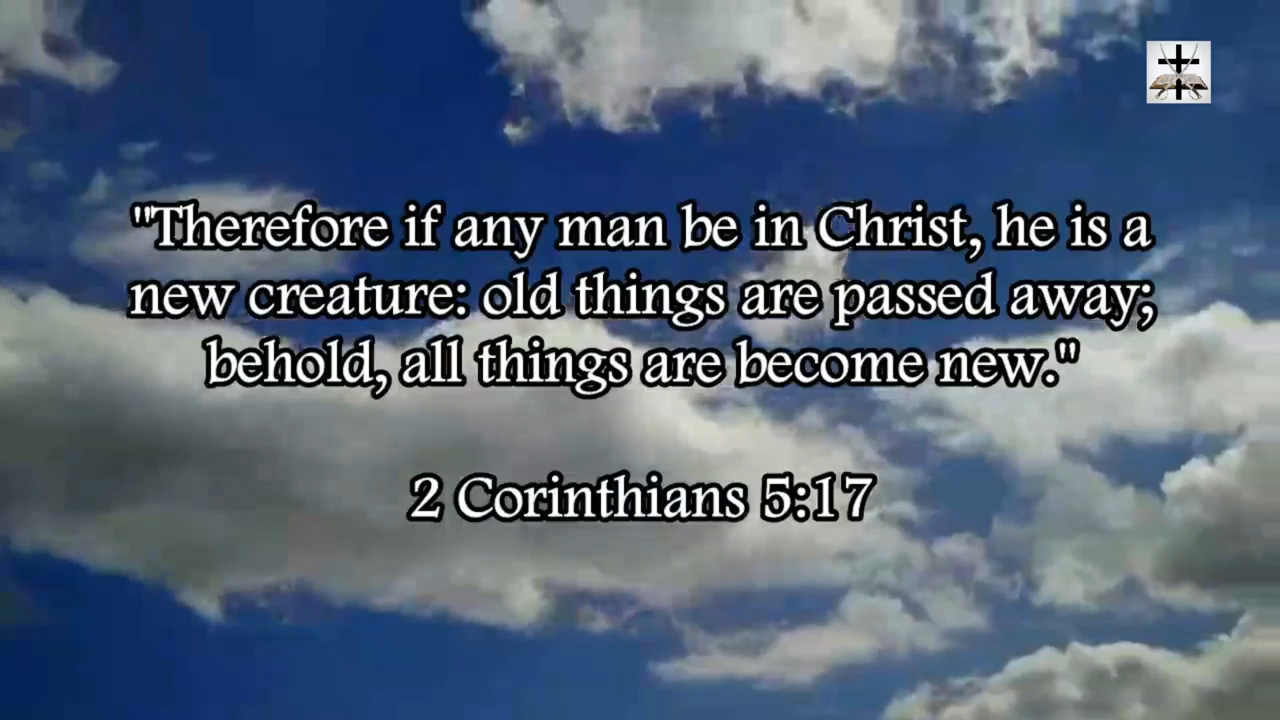 "Therefore if any man be in Christ, he is a
new creature: old things are passed away;
behold, all things are become new."
2 Corinthians 5:17